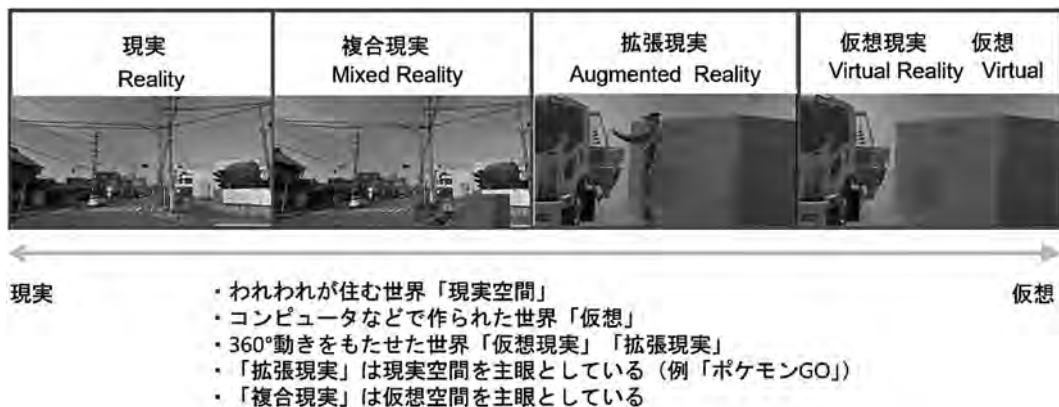 現実
Reality
複合現実
Mixed Reality
拡張現実
Augmented Reality
仮想現実 仮想
Virtual Reality Virtual
現実
仮想
・われわれが住む世界「現実空間」
・コンピュータなどで作られた世界「仮想」
・360°動きをもたせた世界「仮想現実」「拡張現実」
・「拡張現実」は現実空間を主眼としている（例「ポケモンGO」）
・「複合現実」は仮想空間を主眼としている